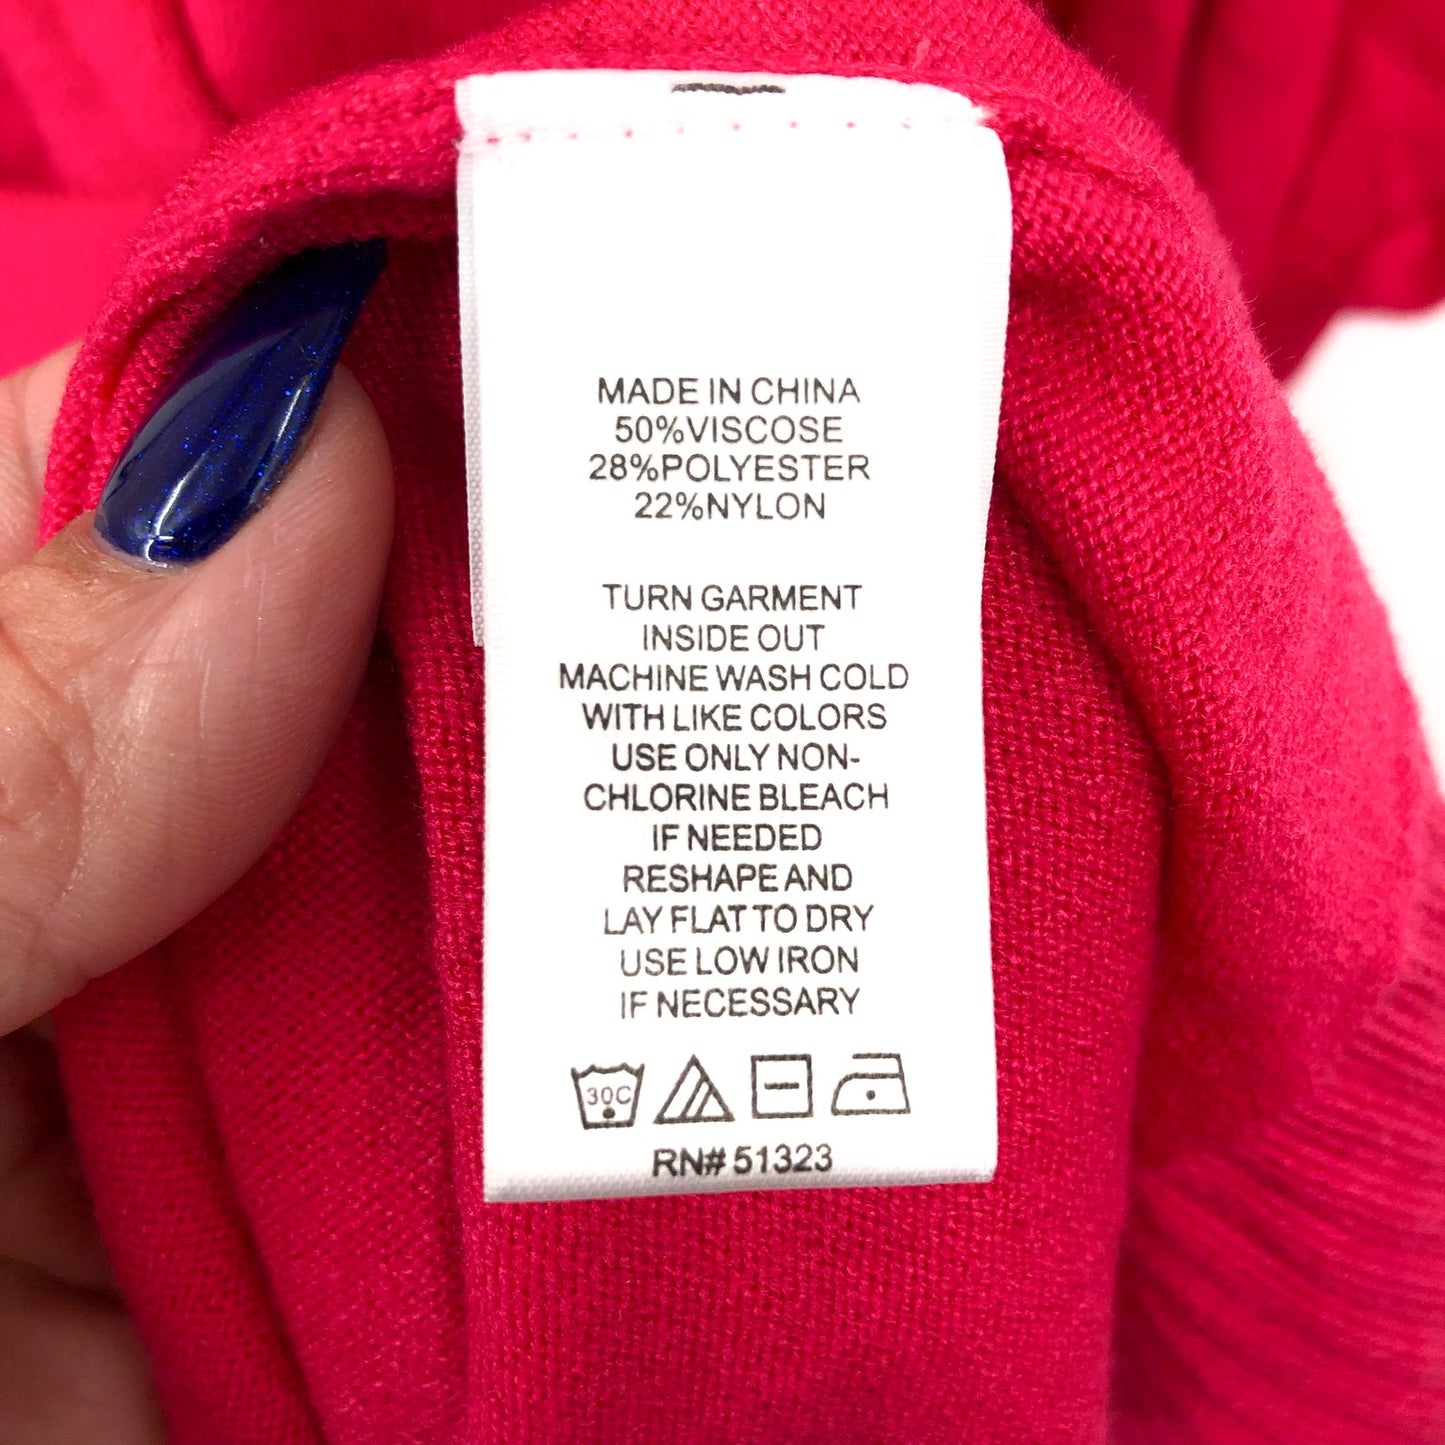 MADE IN CHINA
50%VISCOSE
28%POLYESTER
22%NYLON
TURN GARMENT
INSIDE OUT
MACHINE WASH COLD
WITH LIKE COLORS
USE ONLY NON-
CHLORINE BLEACH
IF NEEDED
RESHAPE AND
LAY FLAT TO DRY
USE LOW IRON
IF NECESSARY
30C
RN# 51323